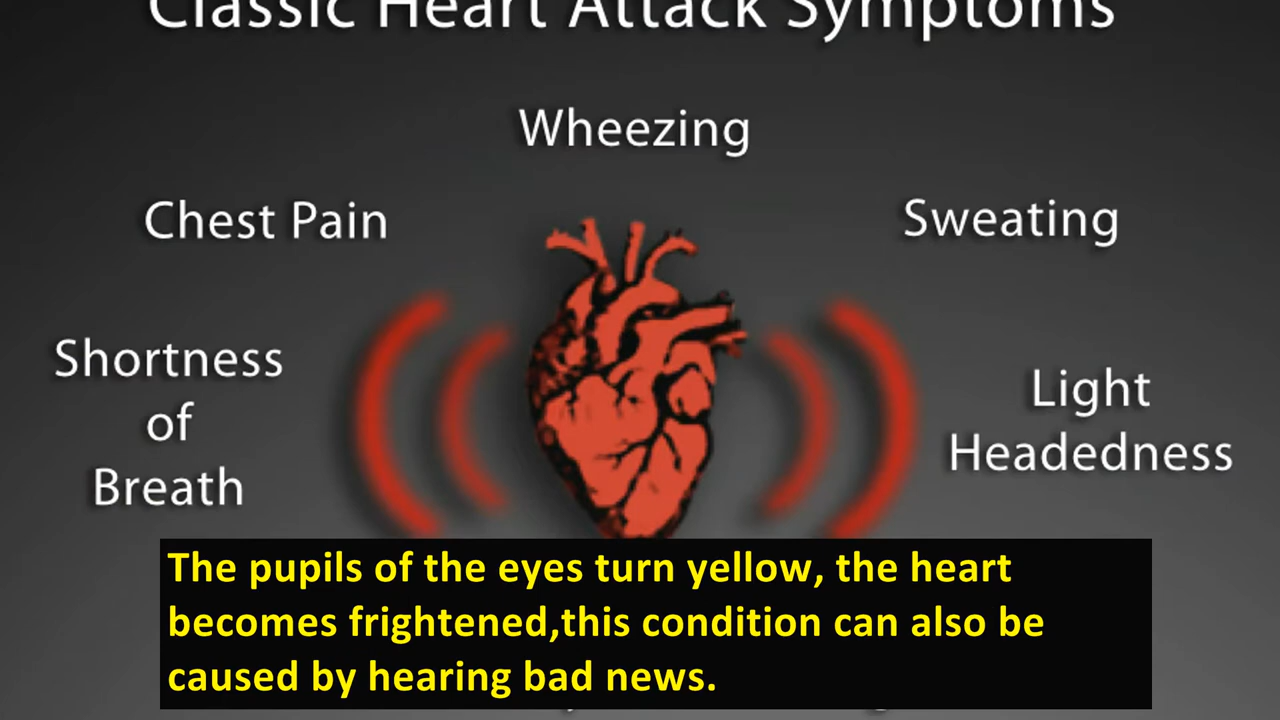 Classic Heart Attack Symptoms
Wheezing
Chest Pain
Sweating
Shortness
of
Breath
Light
Headedness
The pupils of the eyes turn yellow, the heart
becomes frightened,this condition can also be
caused by hearing bad news.